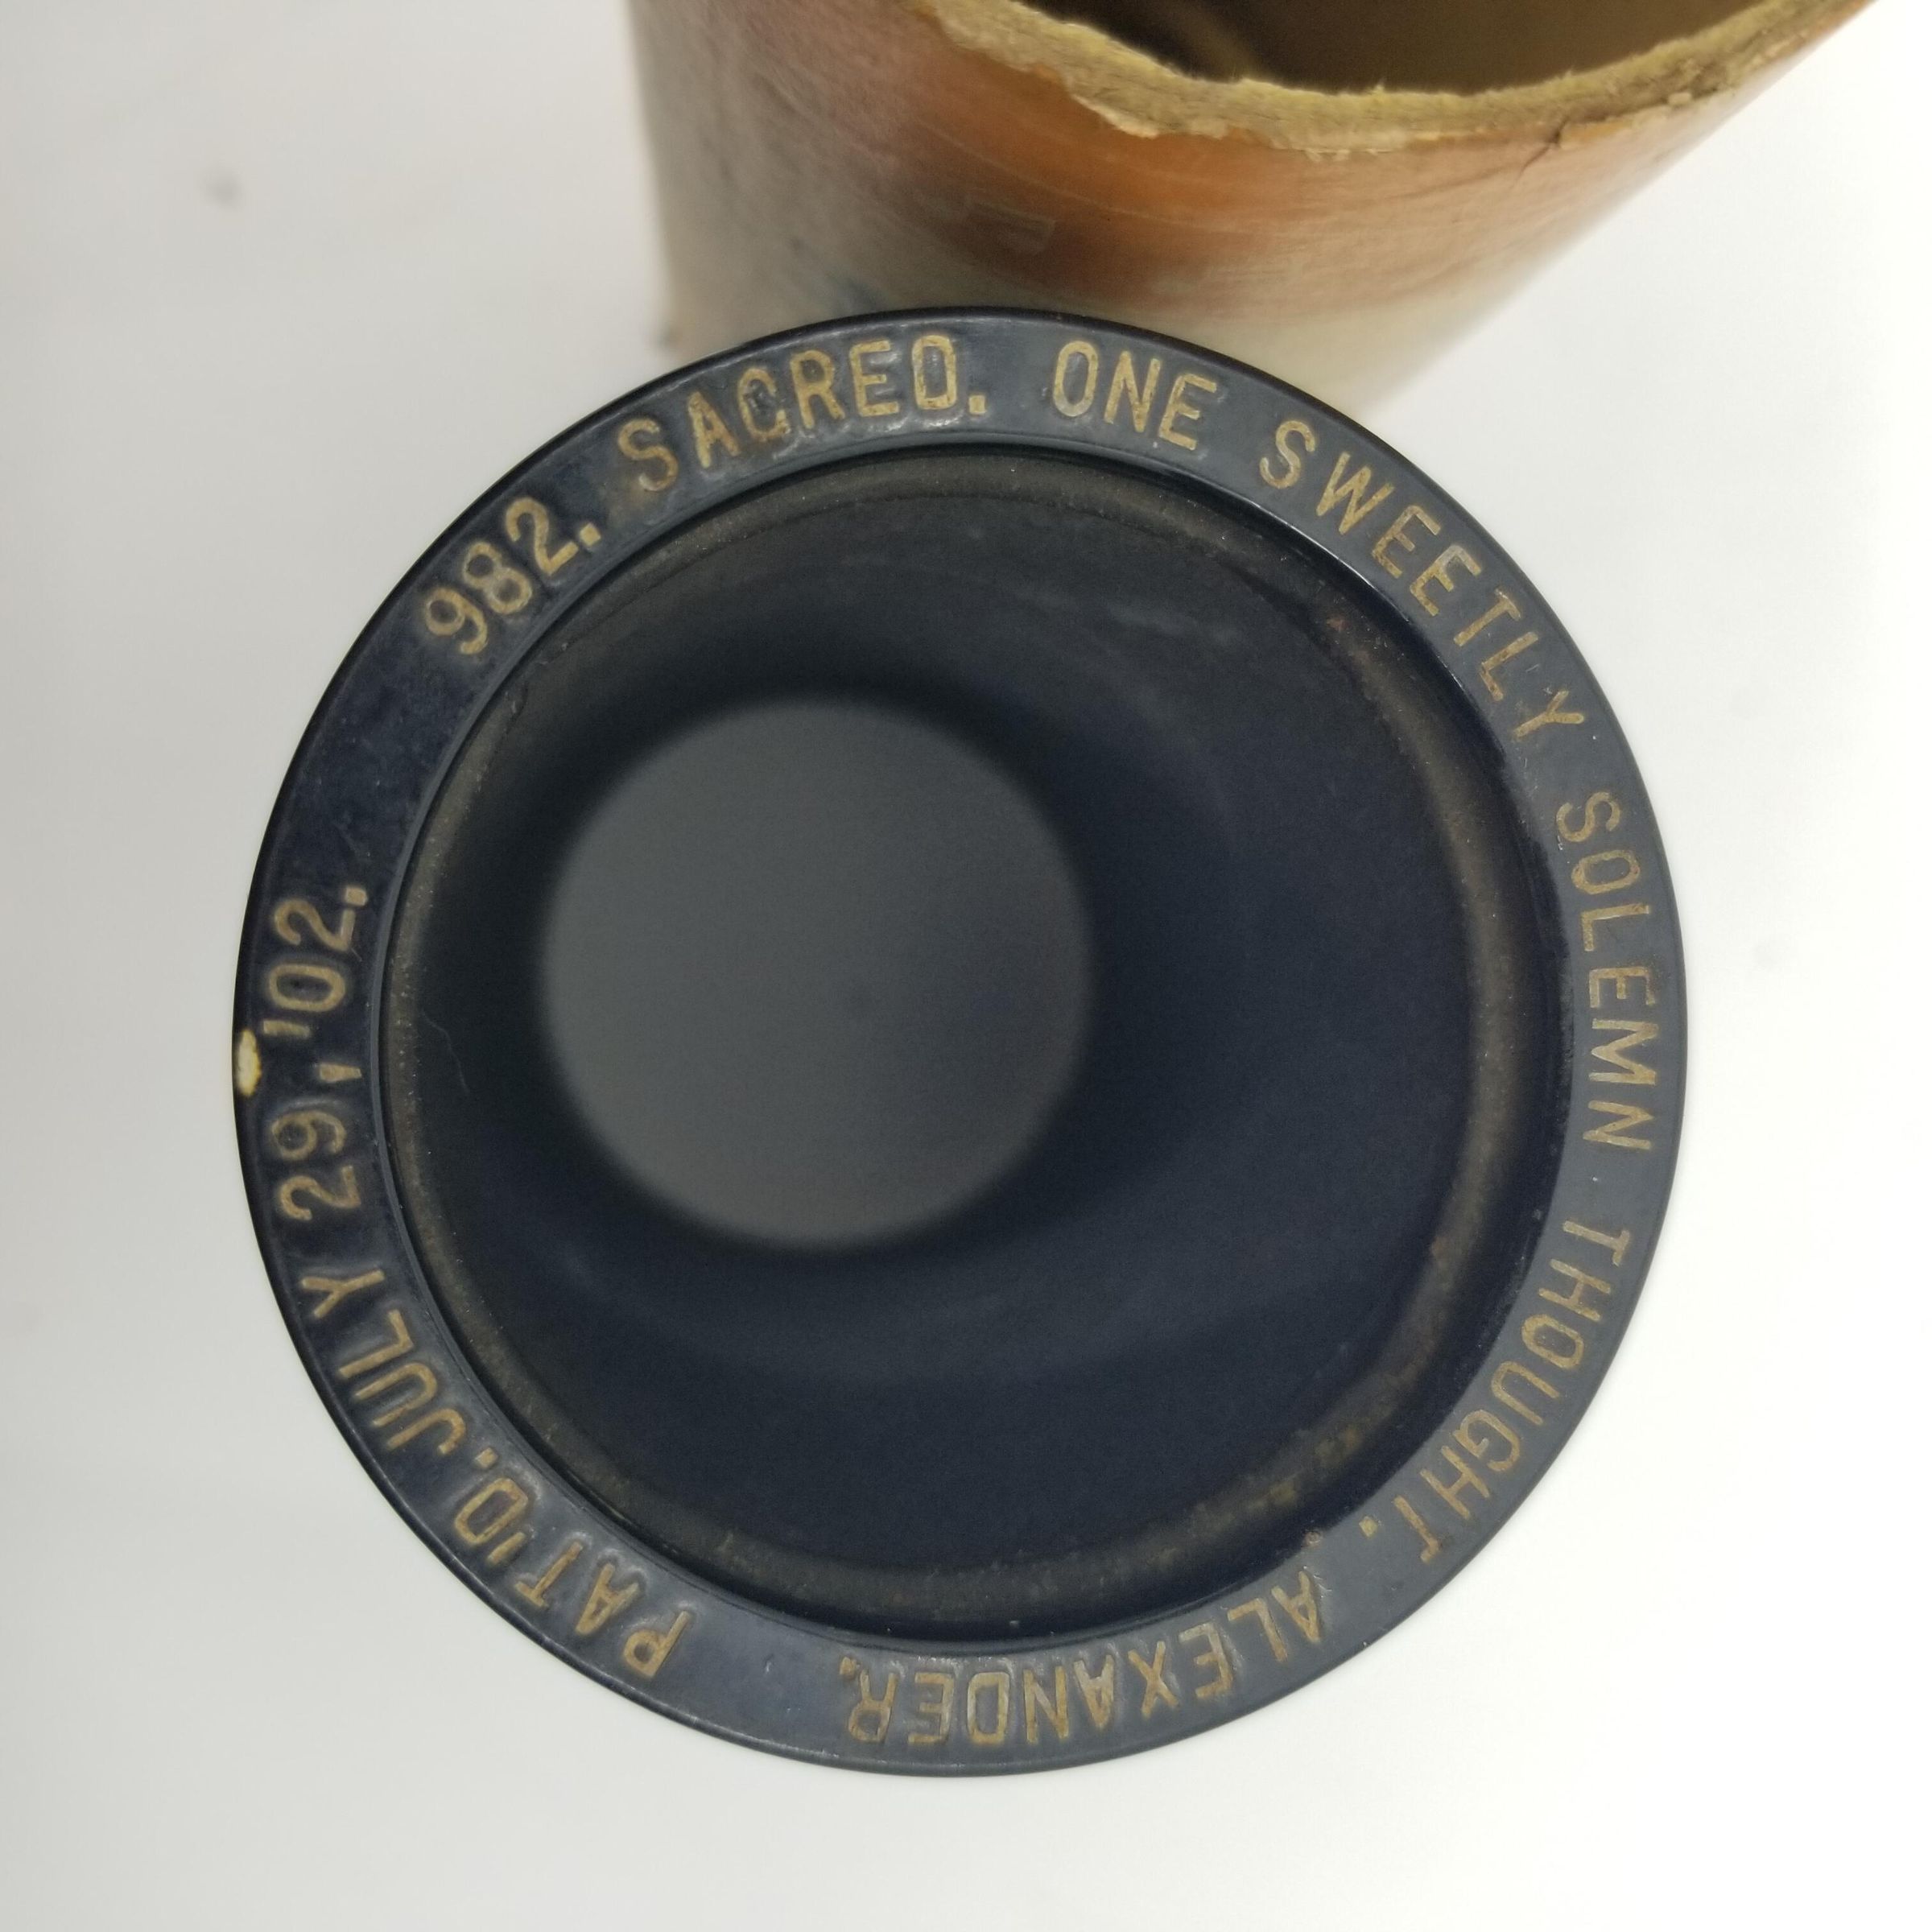 982. SACRED. ONE SWEETLY SOLEMN THOUGHT. ALEXANDER. PAT'D. JULY 29, '02.